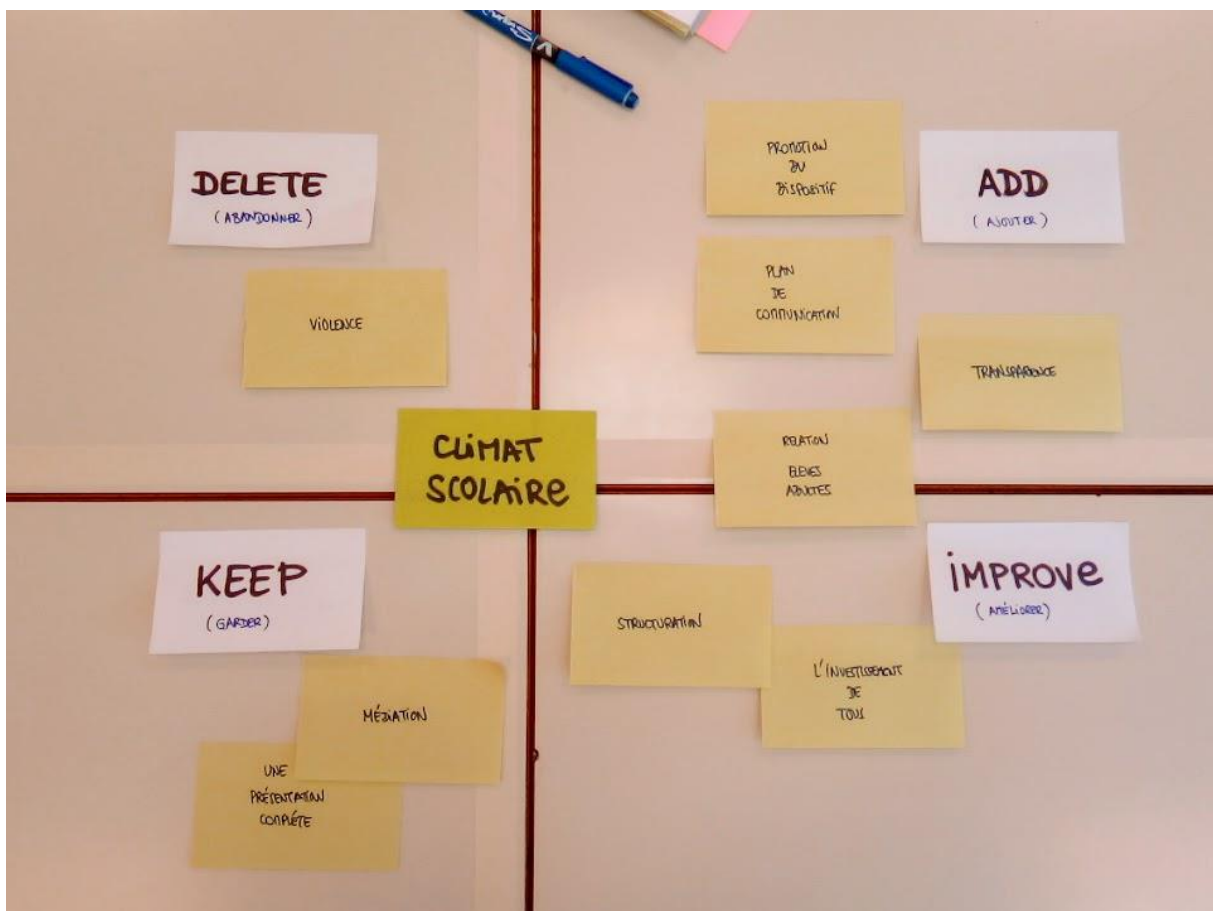 DELETE
(ABANDONNER)
VIOLENCE
PROMOTION
DU
DISPOSITIF
ADD
(AJOUTER)
PLAN
DE
COMMUNICATION
TRANSPARENCE
CLIMAT
SCOLAIRE
RELATION
ELEVES
ADULTES
KEEP
(GARDER)
MÉDIATION
UNE
PRÉSENTATION
COMPLÉTE
IMPROVE
(AMÉLIORER)
STRUCTURATION
L'INVESTISSEMENT
DE
TOUS